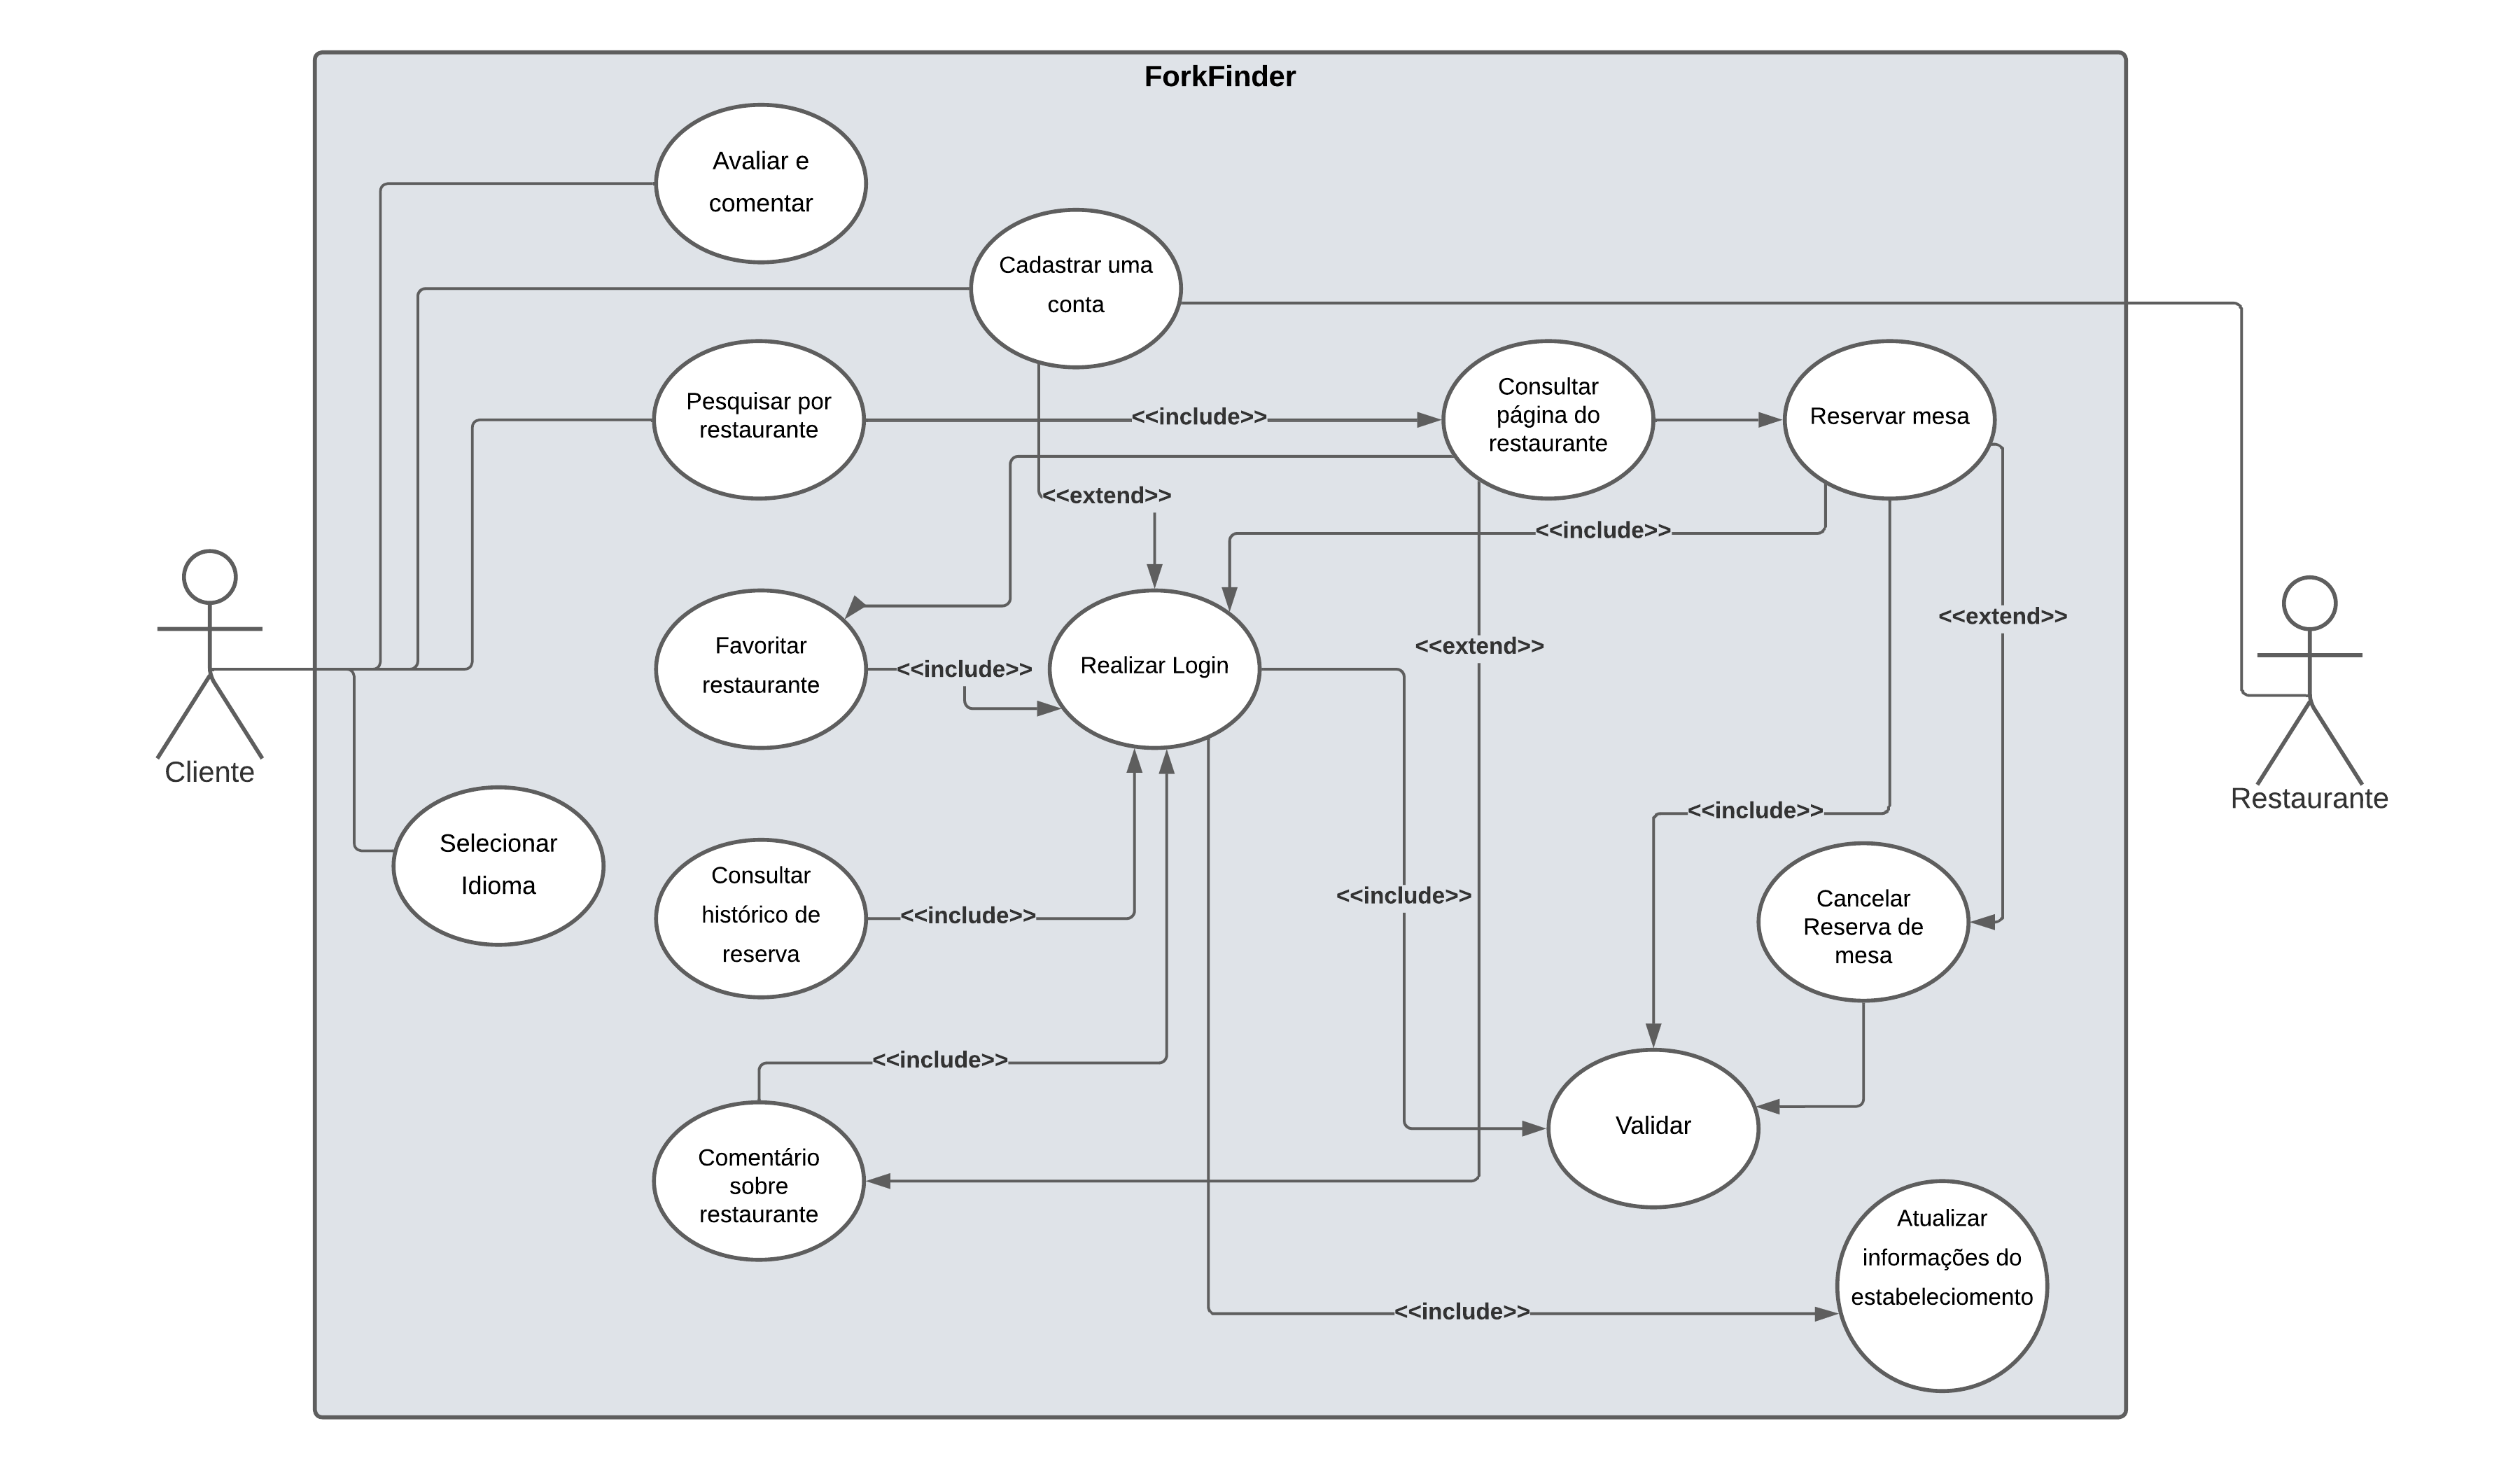 ForkFinder
Avaliar e
comentar
Cadastrar uma
conta
Pesquisar por
restaurante
<<include>>
Consultar
página do
restaurante
Reservar mesa
<<extend>>
<<include>>
<<extend>>
<<extend>>
Favoritar
restaurante
<<include>>
Realizar Login
Cliente
Restaurante
Selecionar
Idioma
<<include>>
Consultar
histórico de
reserva
<<include>>
<<include>>
Cancelar
Reserva de
mesa
<<include>>
Validar
Comentário
sobre
restaurante
Atualizar
informações do
estabeleciomento
<<include>>